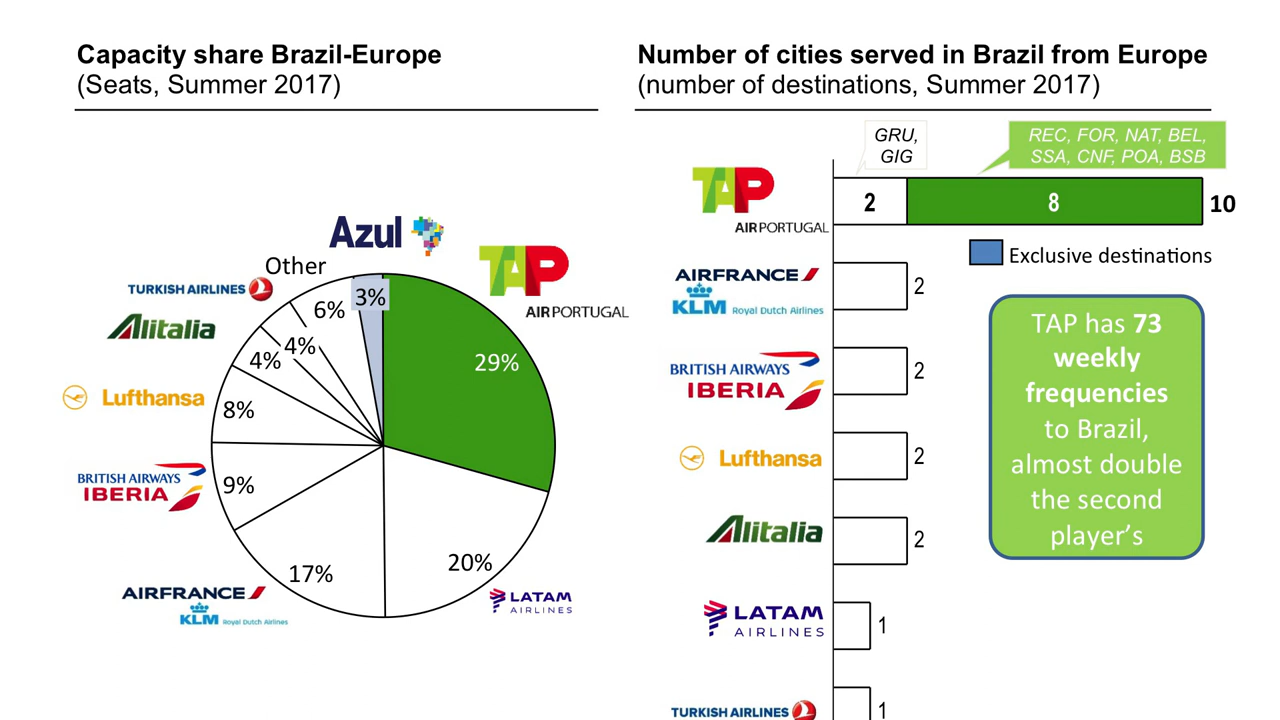 Capacity share Brazil-Europe
(Seats, Summer 2017)
Azul
Other
TAP
AIRPORTUGAL
TURKISH AIRLINES
Alitalia
Lufthansa
BRITISH AIRWAYS
IBERIA
AIRFRANCE
KLM Royal Dutch Airlines
LATAM
AIRLINES
3%
6%
4%
4%
8%
9%
17%
20%
29%
Number of cities served in Brazil from Europe
(number of destinations, Summer 2017)
GRU,
GIG
REC, FOR, NAT, BEL,
SSA, CNF, POA, BSB
TAP
AIRPORTUGAL
2
8
10
Exclusive destinations
AIRFRANCE
KLM Royal Dutch Airlines
2
BRITISH AIRWAYS
IBERIA
2
Lufthansa
2
Alitalia
2
LATAM
AIRLINES
1
TURKISH AIRLINES
1
TAP has 73
weekly
frequencies
to Brazil,
almost double
the second
player’s